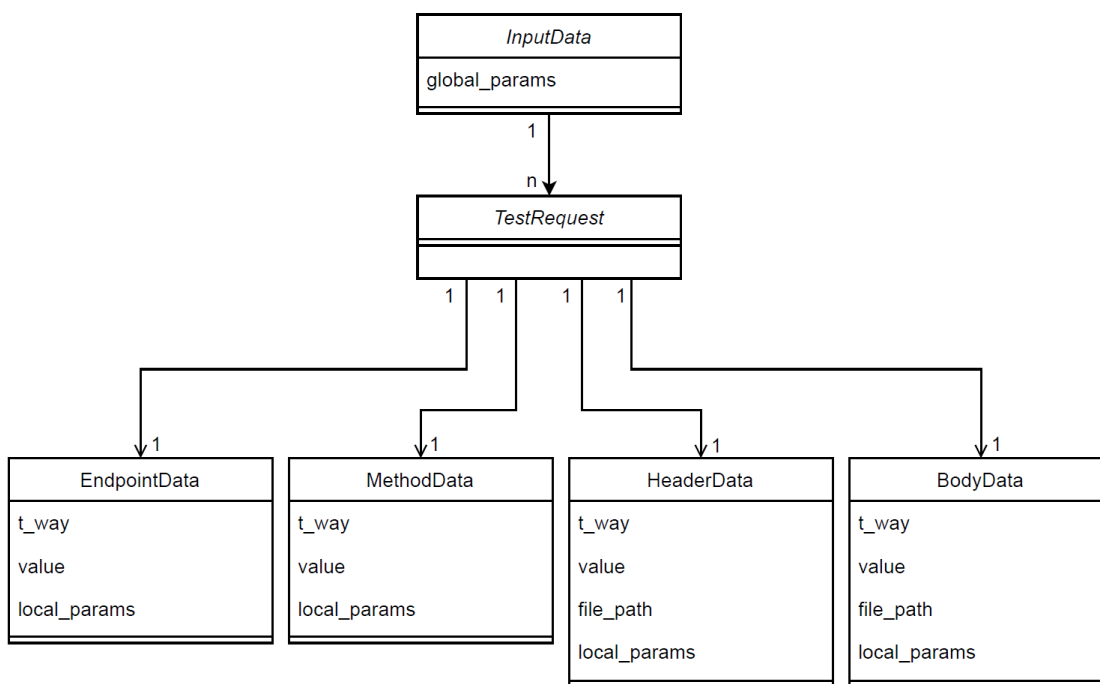 InputData
global_params
1
n
TestRequest
1 1 1 1
1 1 1 1
EndpointData
t_way
value
local_params
MethodData
t_way
value
local_params
HeaderData
t_way
value
file_path
local_params
BodyData
t_way
value
file_path
local_params